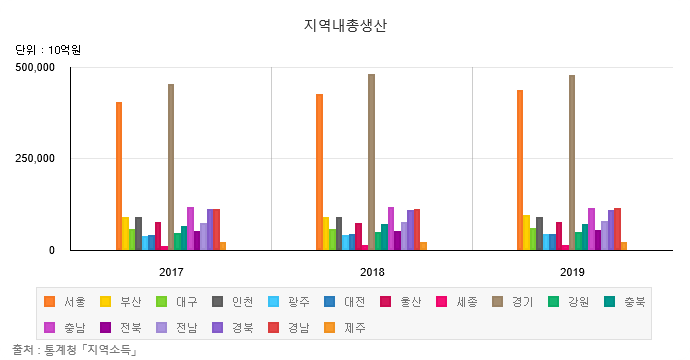 지역내총생산
단위 : 10억원
500,000
250,000
0
2017 2018 2019
서울 부산 대구 인천 광주 대전 울산 세종 경기 강원 충북
충남 전북 전남 경북 경남 제주
출처 : 통계청「지역소득」